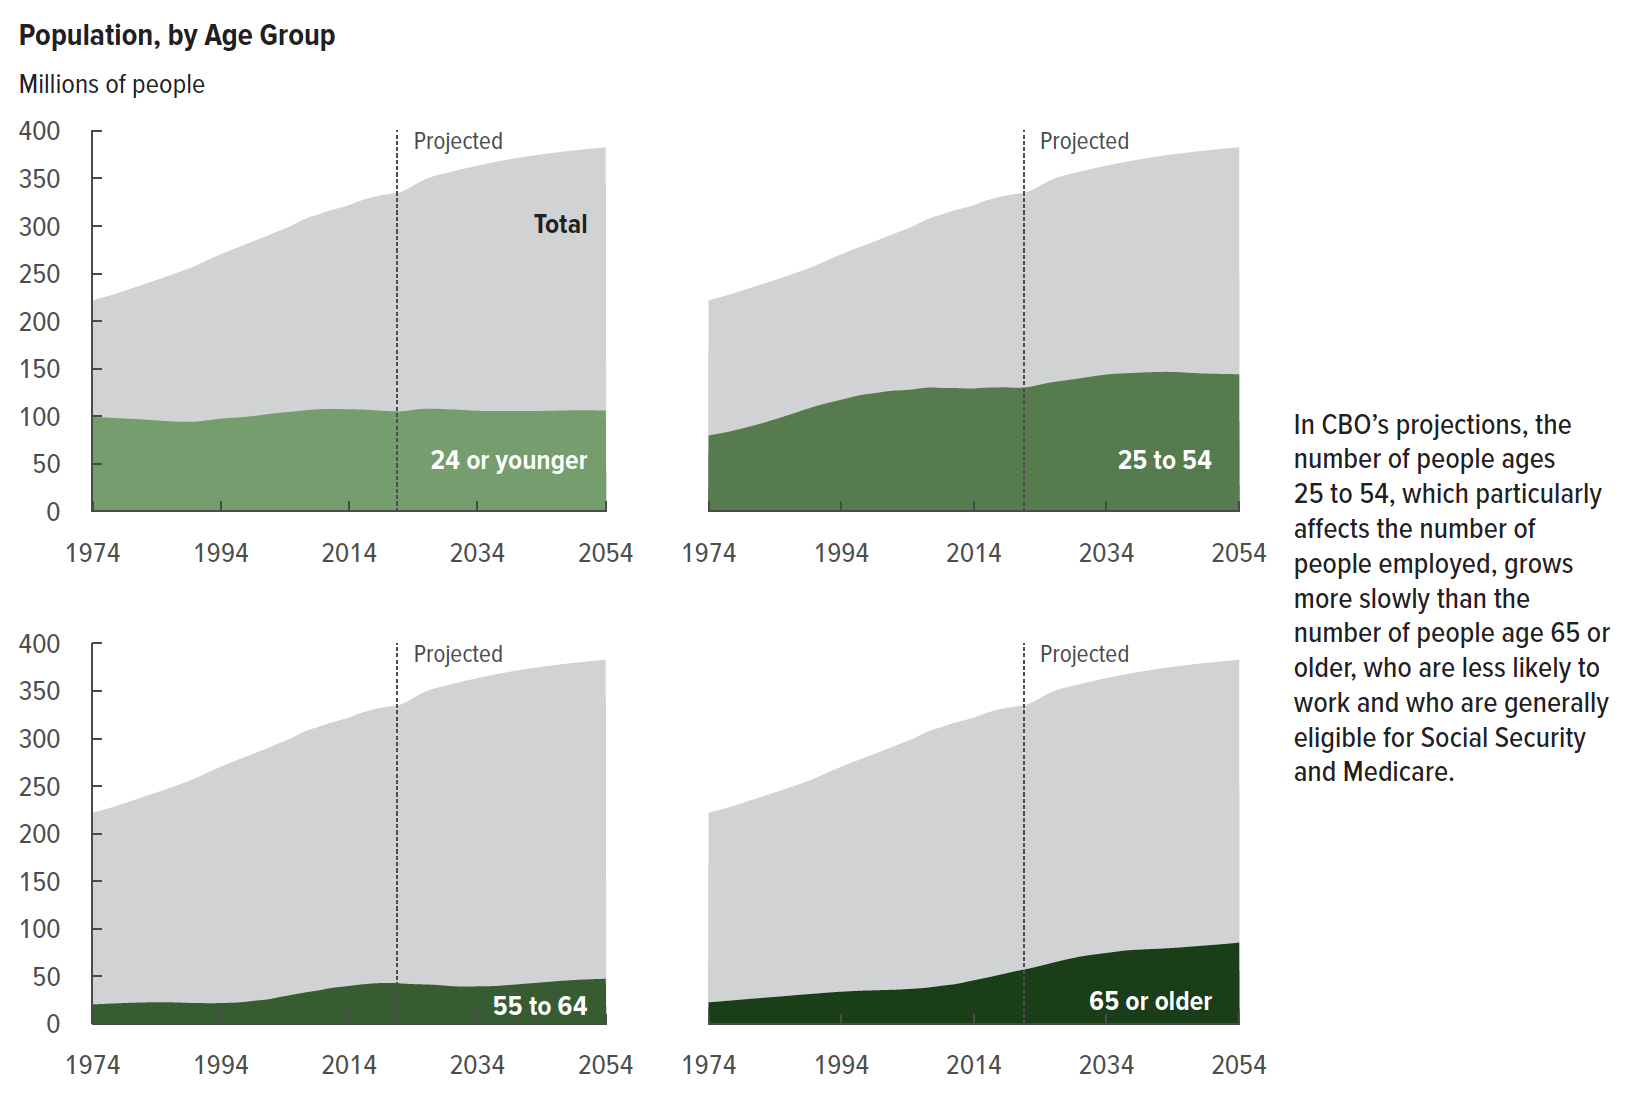 Population, by Age Group
Millions of people
400
350
300
250
200
150
100
50
0
Projected
Total
24 or younger
1974 1994 2014 2034 2054
Projected
25 to 54
1974 1994 2014 2034 2054
400
350
300
250
200
150
100
50
0
Projected
55 to 64
1974 1994 2014 2034 2054
Projected
65 or older
1974 1994 2014 2034 2054
In CBO’s projections, the
number of people ages
25 to 54, which particularly
affects the number of
people employed, grows
more slowly than the
number of people age 65 or
older, who are less likely to
work and who are generally
eligible for Social Security
and Medicare.